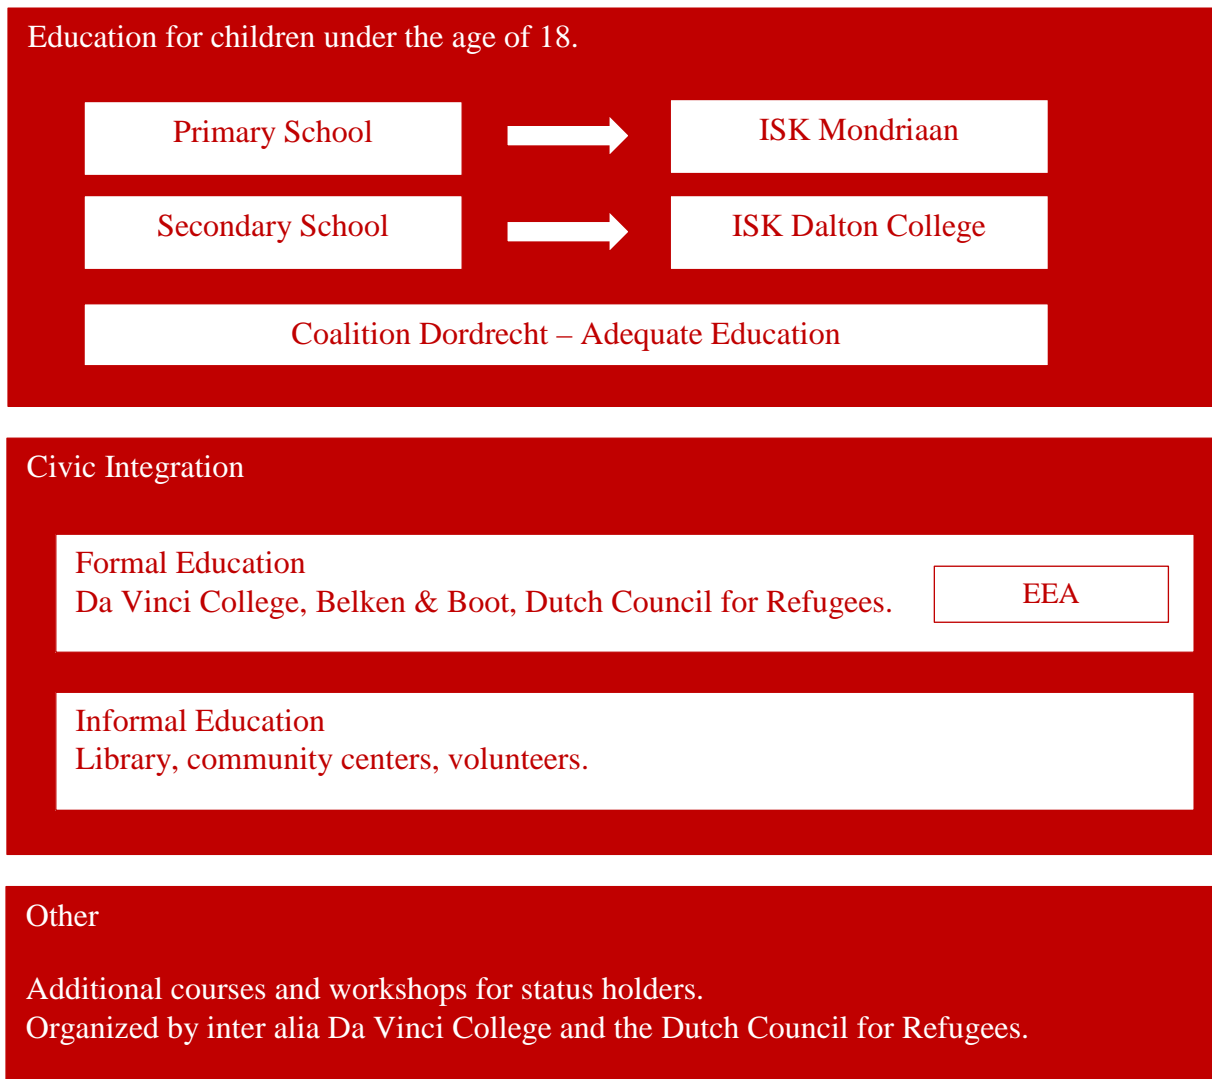 Education for children under the age of 18.
Primary School
ISK Mondriaan
Secondary School
ISK Dalton College
Coalition Dordrecht – Adequate Education
Civic Integration
Formal Education
Da Vinci College, Belken & Boot, Dutch Council for Refugees.
EEA
Informal Education
Library, community centers, volunteers.
Other
Additional courses and workshops for status holders.
Organized by inter alia Da Vinci College and the Dutch Council for Refugees.